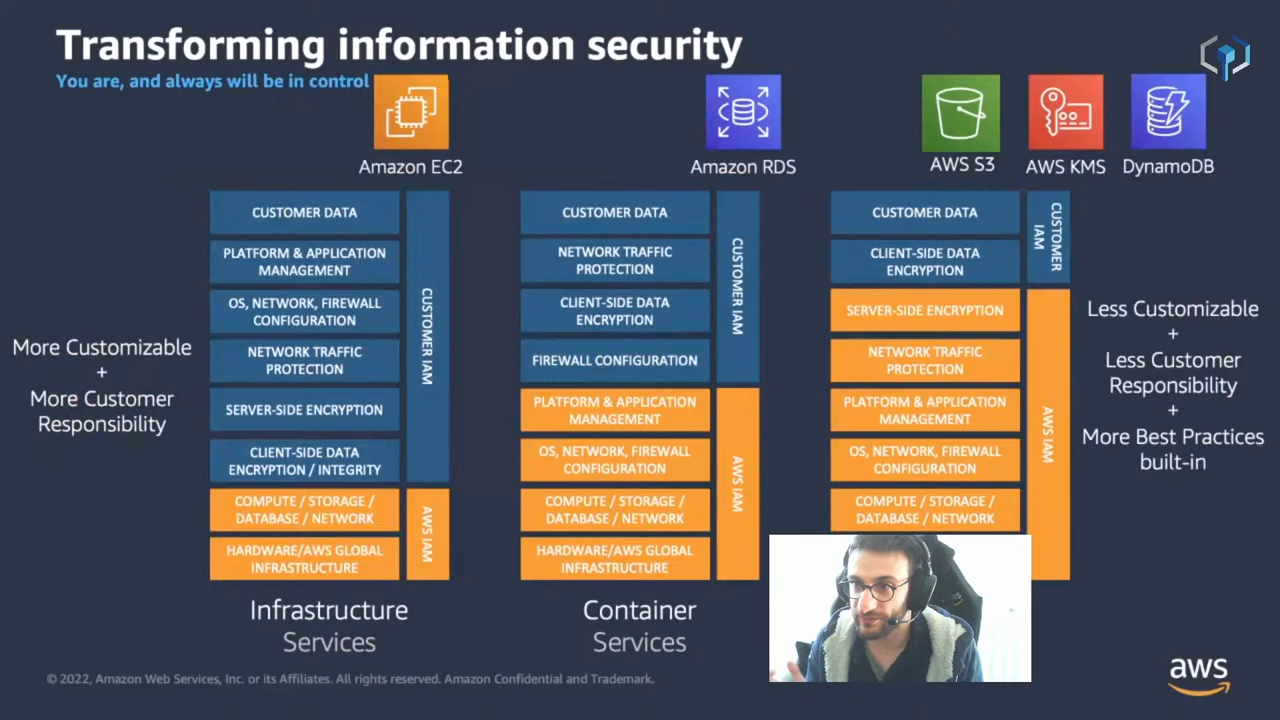 Transforming information security
You are, and always will be in control
Amazon EC2
Amazon RDS
AWS S3
AWS KMS
DynamoDB
More Customizable
+
More Customer
Responsibility
CUSTOMER DATA
PLATFORM & APPLICATION
MANAGEMENT
OS, NETWORK, FIREWALL
CONFIGURATION
NETWORK TRAFFIC
PROTECTION
SERVER-SIDE ENCRYPTION
CLIENT-SIDE DATA
ENCRYPTION / INTEGRITY
COMPUTE / STORAGE /
DATABASE / NETWORK
HARDWARE/AWS GLOBAL
INFRASTRUCTURE
CUSTOMER IAM
AWS IAM
Infrastructure
Services
CUSTOMER DATA
NETWORK TRAFFIC
PROTECTION
CLIENT-SIDE DATA
ENCRYPTION
FIREWALL CONFIGURATION
PLATFORM & APPLICATION
MANAGEMENT
OS, NETWORK, FIREWALL
CONFIGURATION
COMPUTE / STORAGE /
DATABASE / NETWORK
HARDWARE/AWS GLOBAL
INFRASTRUCTURE
CUSTOMER IAM
AWS IAM
Container
Services
CUSTOMER DATA
CLIENT-SIDE DATA
ENCRYPTION
SERVER-SIDE ENCRYPTION
NETWORK TRAFFIC
PROTECTION
PLATFORM & APPLICATION
MANAGEMENT
OS, NETWORK, FIREWALL
CONFIGURATION
COMPUTE / STORAGE /
DATABASE / NETWORK
CUSTOMER
IAM
AWS IAM
Less Customizable
+
Less Customer
Responsibility
+
More Best Practices
built-in
© 2022, Amazon Web Services, Inc. or its Affiliates. All rights reserved. Amazon Confidential and Trademark.
aws